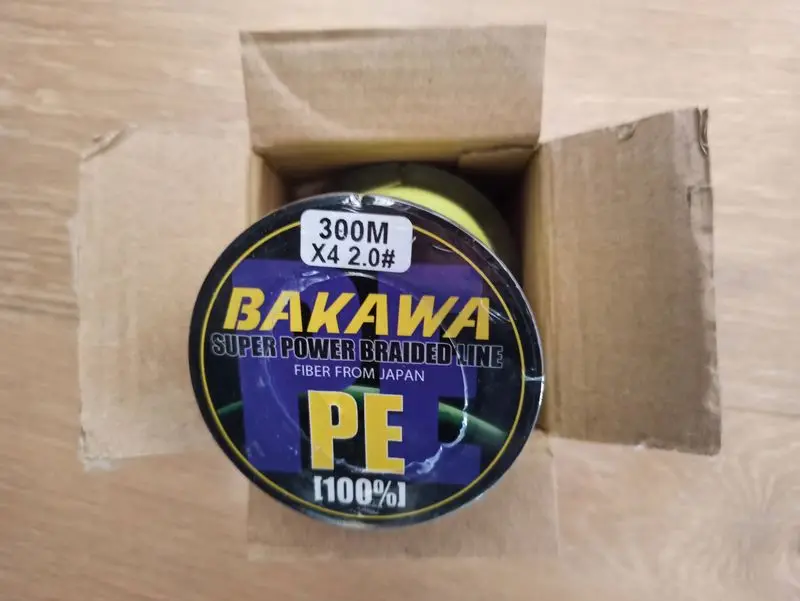 300M
X4 2.0#
BAKAWA
SUPER POWER BRAIDED LINE
FIBER FROM JAPAN
PE
[100%]